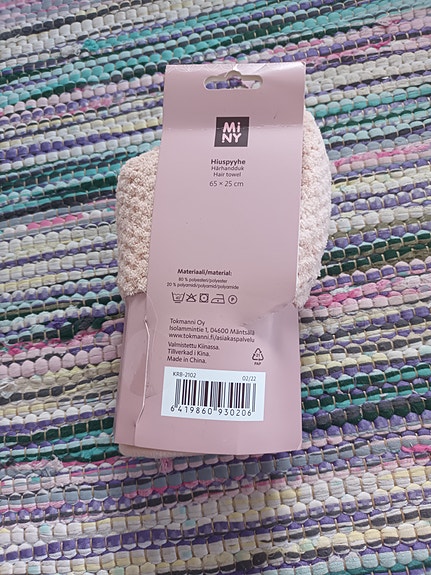 Mi
NY
Hiuspyyhe
Hårhandduk
Hair towel
65 × 25 cm
Materiaali/material:
80 % polyesteri/polyester
20 % polyamidi/polyamid/polyamide
P
Tokmanni Oy
Isolammintie 1, 04600 Mäntsälä
www.tokmanni.fi/asiakaspalvelu
Valmistettu Kiinassa.
Tillverkad i Kina.
Made in China.
PAP
KRB-2102 02/22
6 419860 930206